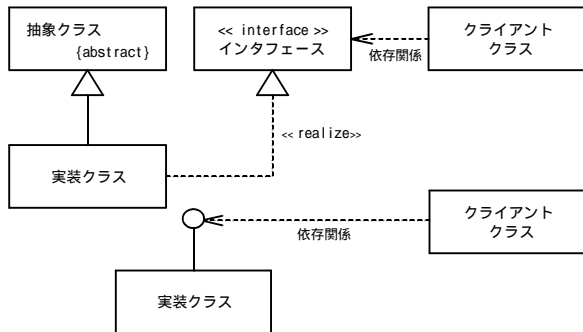 抽象クラス
{abstract}
<< interface >>
インタフェース
クライアント
クラス
依存関係
<< realize>>
実装クラス
クライアント
クラス
依存関係
実装クラス